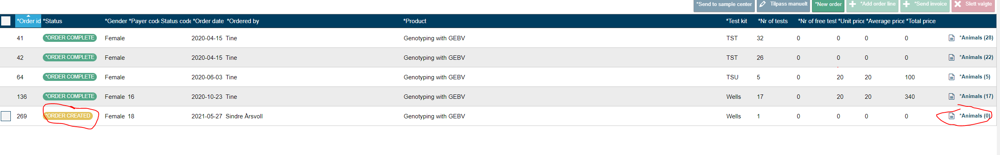 *Send to sample center Tilpass manuelt *New order *Add order line *Send invoice Slett valgte
*Order id *Status *Gender *Payer code Status code *Order date *Ordered by *Product *Test kit *Nr of tests *Nr of free test *Unit price *Average price *Total price
41 *ORDER COMPLETE Female 2020-04-15 Tine Genotyping with GEBV TST 32 0 0 0 0 *Animals (28)
42 *ORDER COMPLETE Female 2020-04-15 Tine Genotyping with GEBV TST 26 0 0 0 0 *Animals (22)
64 *ORDER COMPLETE Female 2020-06-03 Tine Genotyping with GEBV TSU 5 0 20 20 100 *Animals (5)
136 *ORDER COMPLETE Female 16 2020-10-23 Tine Genotyping with GEBV Wells 17 0 20 20 340 *Animals (17)
269 *ORDER CREATED Female 18 2021-05-27 Sindre Årsvoll Genotyping with GEBV Wells 1 0 0 0 0 *Animals (0)